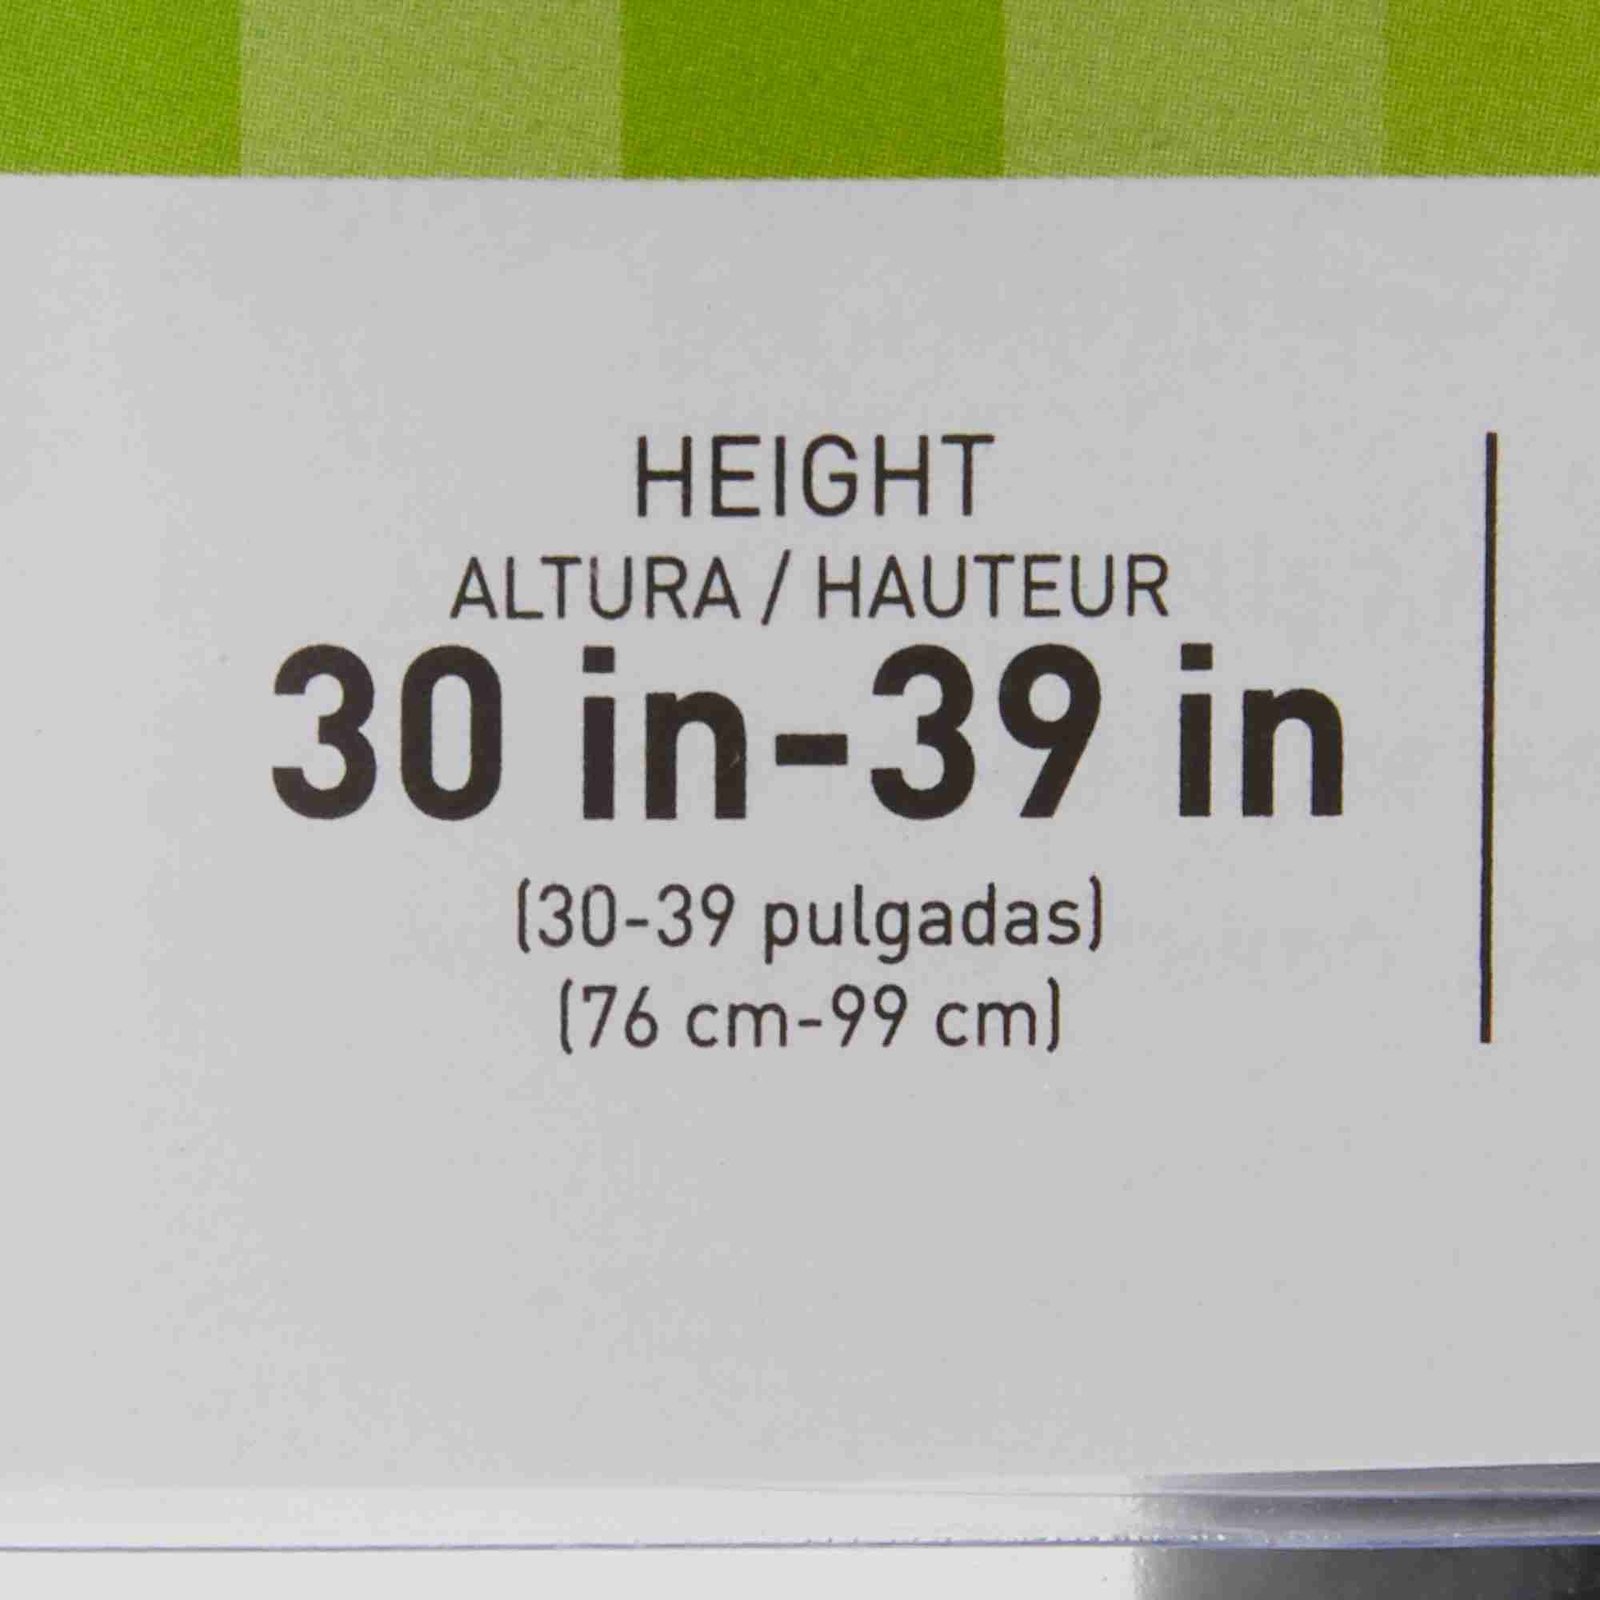 HEIGHT
ALTURA / HAUTEUR
30 in-39 in
(30-39 pulgadas)
(76 cm-99 cm)